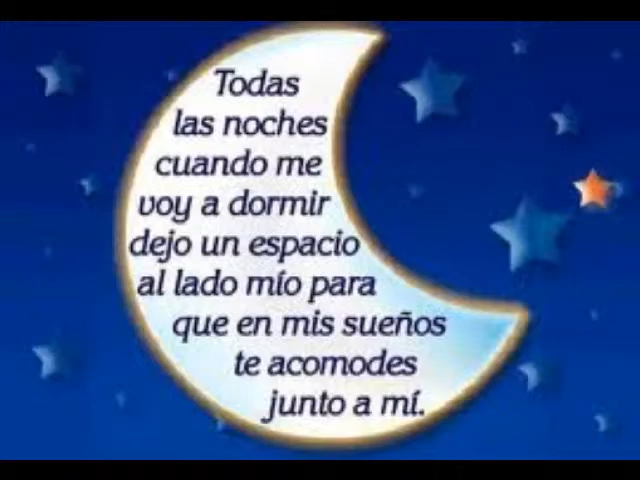 Todas
las noches
cuando me
voy a dormir
dejo un espacio
al lado mío para
que en mis sueños
te acomodes
junto a mí.